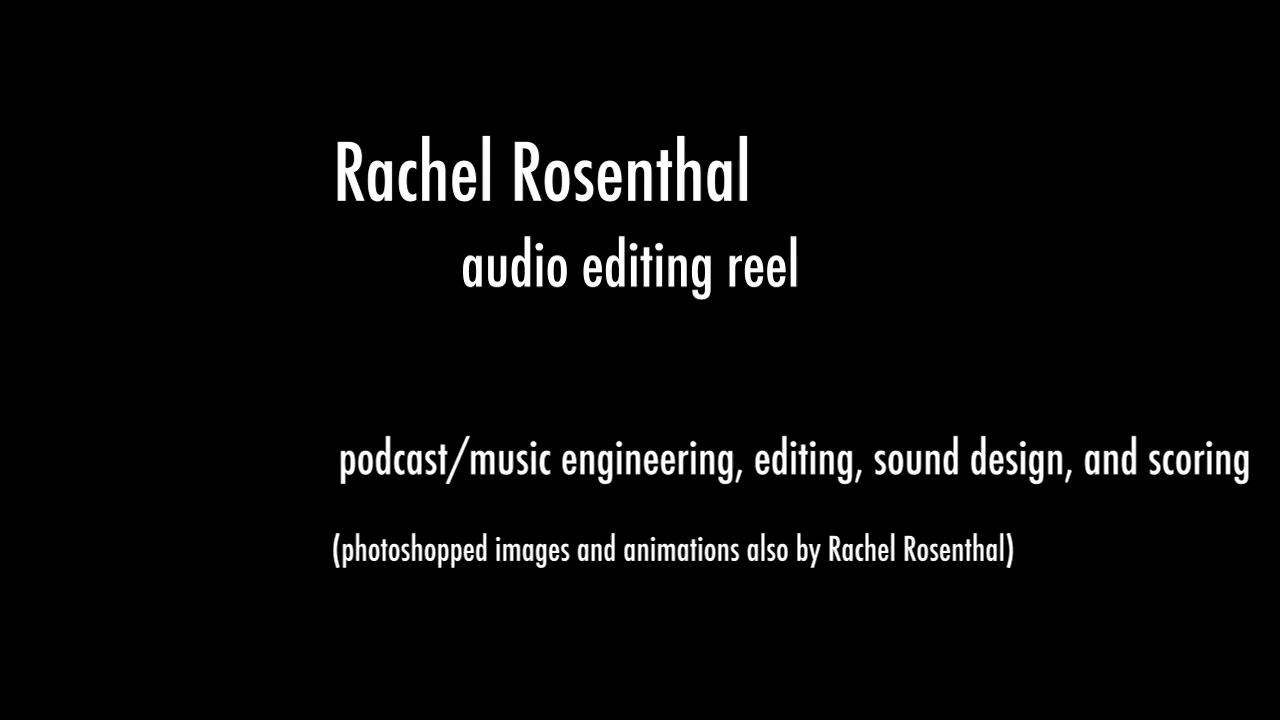 Rachel Rosenthal
audio editing reel
podcast/music engineering, editing, sound design, and scoring
(photoshopped images and animations also by Rachel Rosenthal)